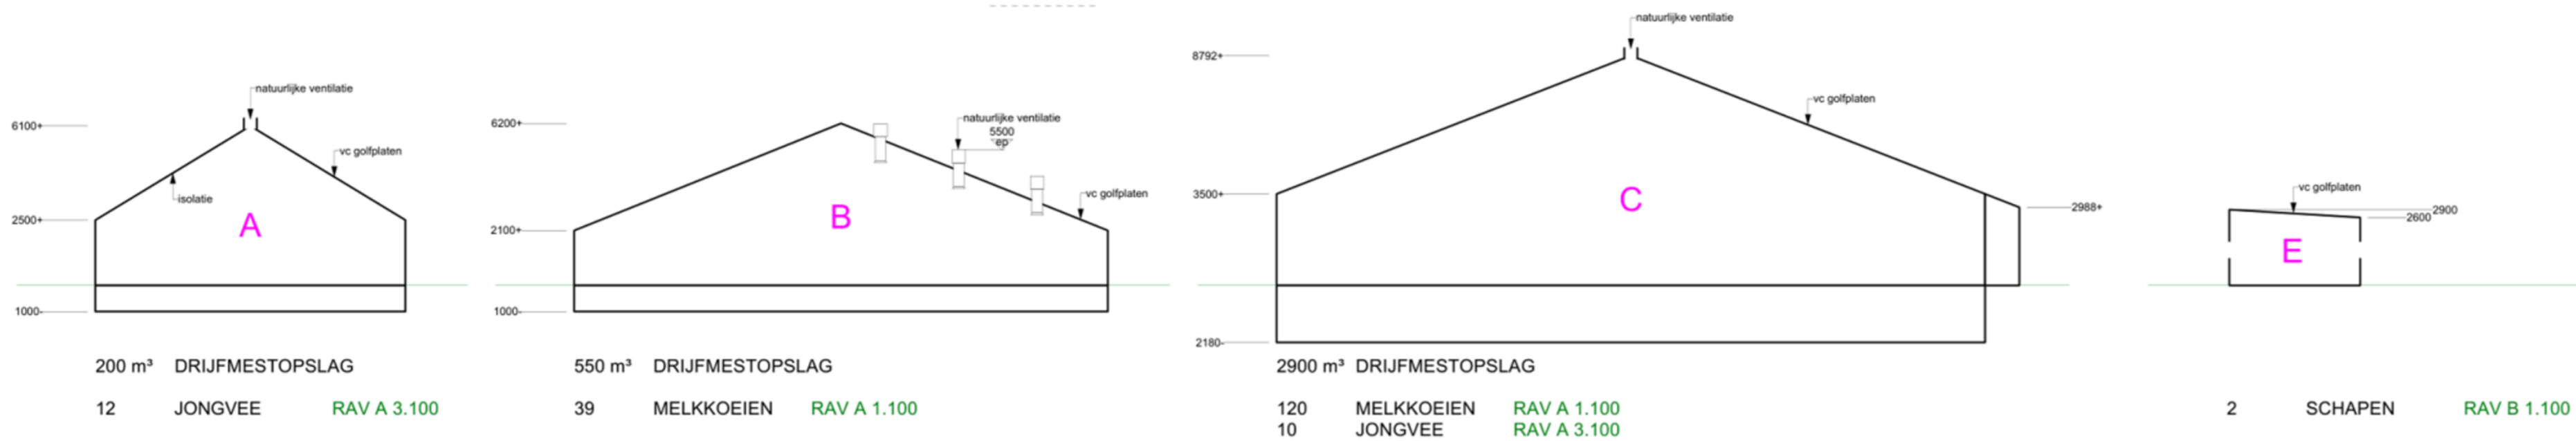 natuurlijke ventilatie
6100+
vc golfplaten
isolatie
2500+
A
1000-
200 m³ DRIJFMESTOPSLAG
12 JONGVEE RAV A 3.100
6200+
natuurlijke ventilatie
5500
ep
vc golfplaten
2100+
B
1000-
550 m³ DRIJFMESTOPSLAG
39 MELKKOEIEN RAV A 1.100
natuurlijke ventilatie
8792+
vc golfplaten
3500+
C
2988+
2180-
2900 m³ DRIJFMESTOPSLAG
120 MELKKOEIEN RAV A 1.100
10 JONGVEE RAV A 3.100
vc golfplaten
2900
2600
E
2 SCHAPEN RAV B 1.100